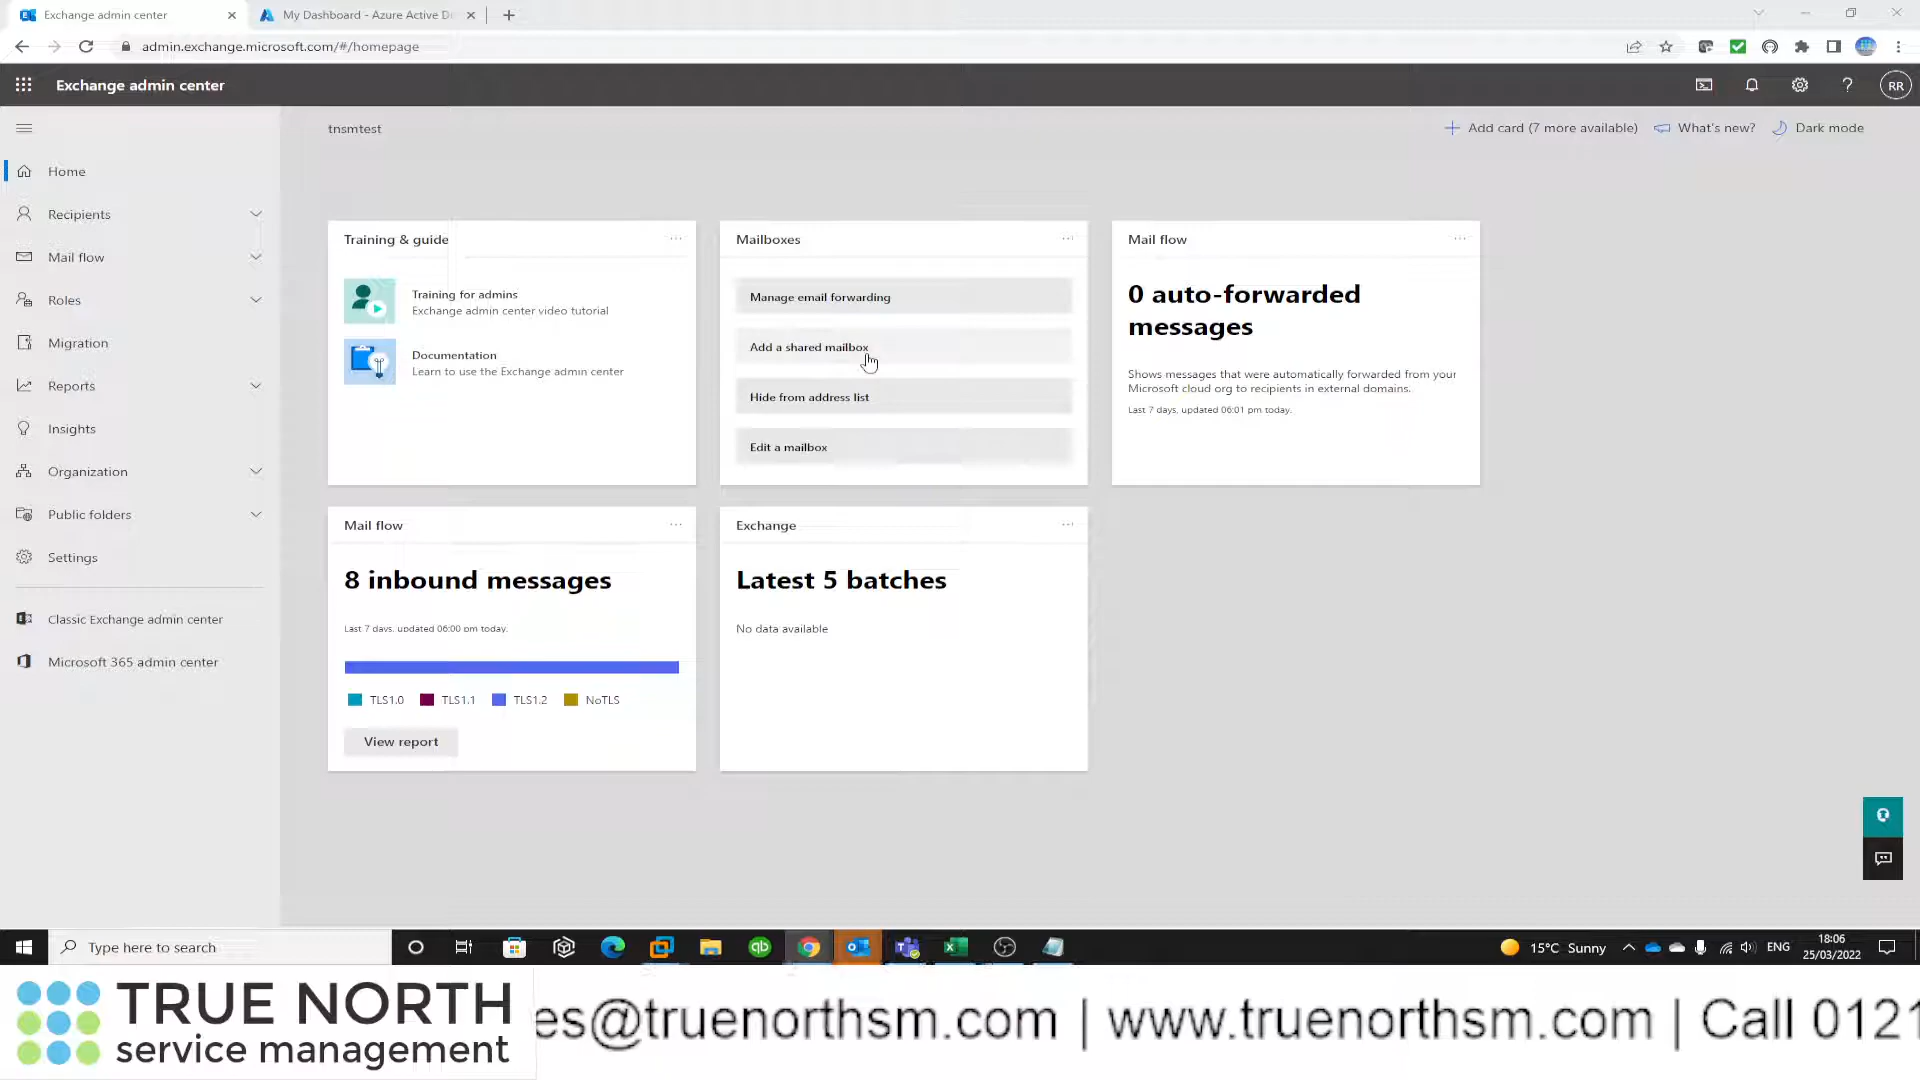 Exchange admin center
My Dashboard - Azure Active D
admin.exchange.microsoft.com/#/homepage
Exchange admin center
RR
tnsmtest
Add card (7 more available)
What's new?
Dark mode
Home
Recipients
Mail flow
Roles
Migration
Reports
Insights
Organization
Public folders
Settings
Classic Exchange admin center
Microsoft 365 admin center
Training & guide
Training for admins
Exchange admin center video tutorial
Documentation
Learn to use the Exchange admin center
Mailboxes
Manage email forwarding
Add a shared mailbox
Hide from address list
Edit a mailbox
Mail flow
0 auto-forwarded
messages
Shows messages that were automatically forwarded from your
Microsoft cloud org to recipients in external domains.
Last 7 days, updated 06:01 pm today.
Mail flow
8 inbound messages
Last 7 days, updated 06:00 pm today.
TLS1.0 TLS1.1 TLS1.2 NoTLS
View report
Exchange
Latest 5 batches
No data available
Type here to search
qb
15°C Sunny
ENG
18:06
25/03/2022
TRUE NORTH
service management
es@truenorthsm.com | www.truenorthsm.com | Call 0121